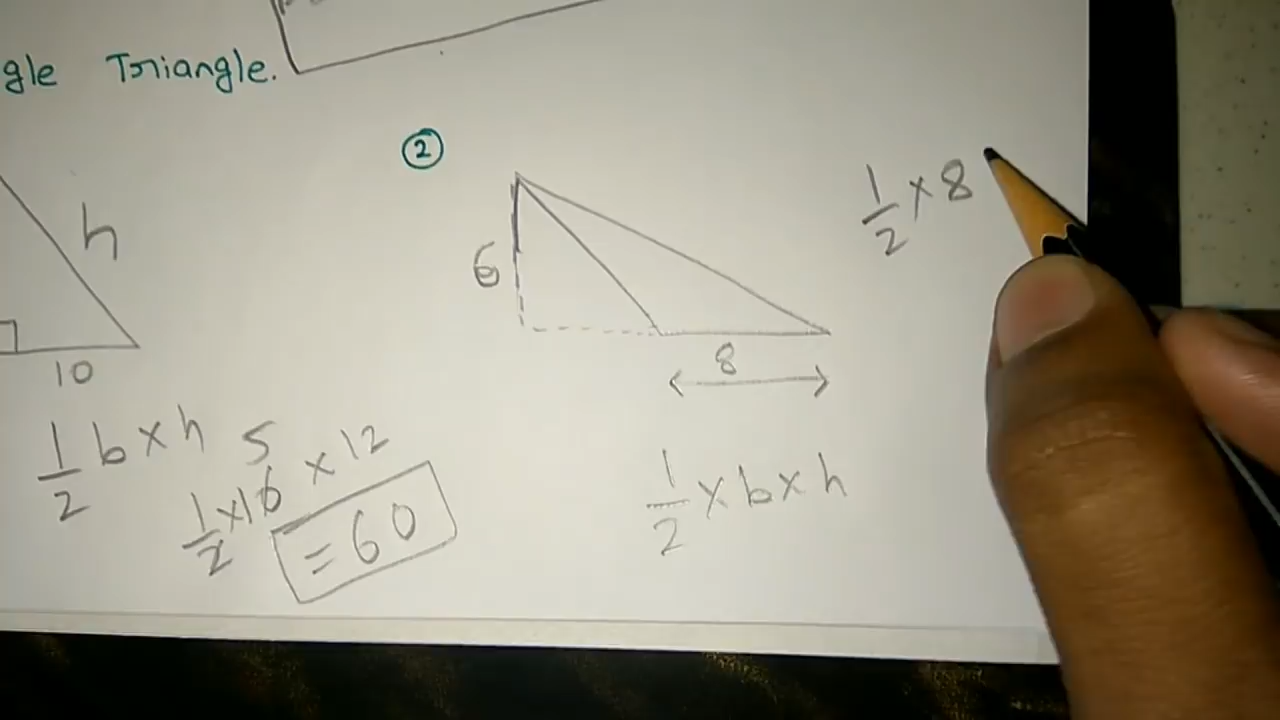 gle Triangle.
2
h
10
1/2 b x h
5
1/2 x 10 x 12
= 60
6
8
1/2 x b x h
1/2 x 8